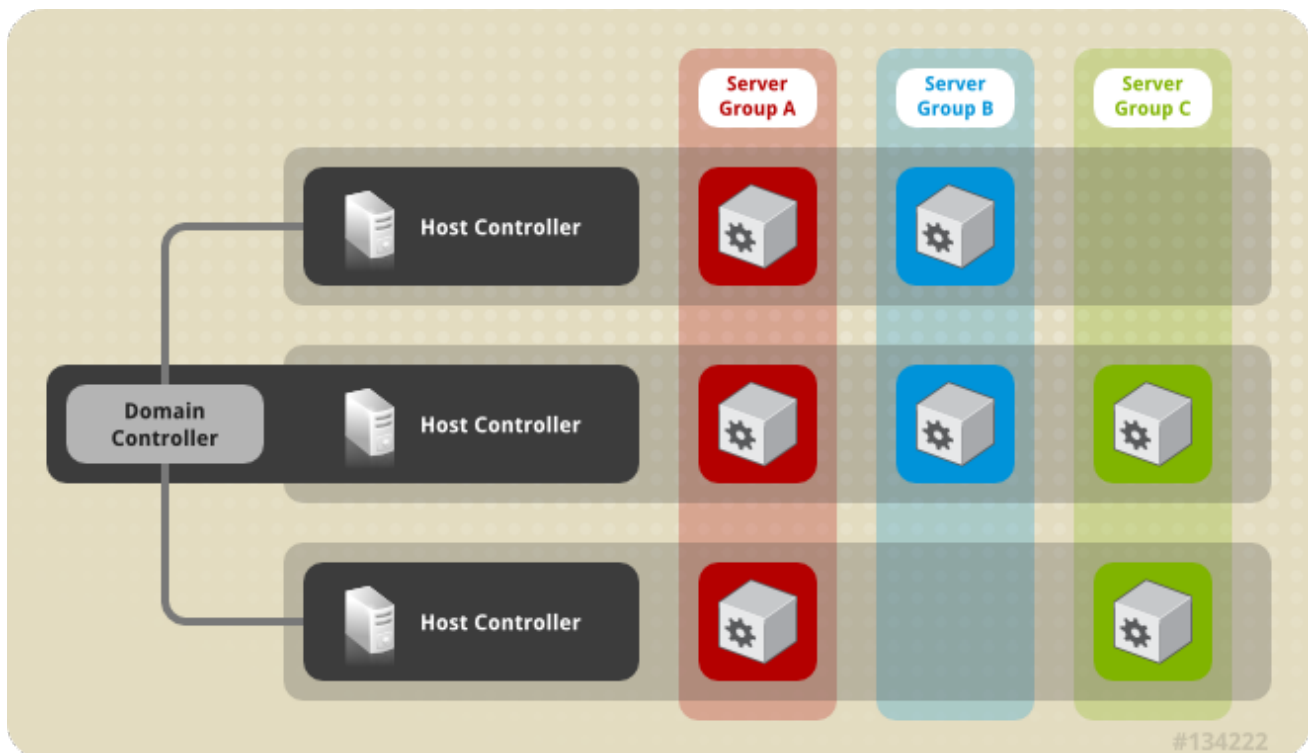 Server
Group A
Server
Group B
Server
Group C
Host Controller
Domain
Controller
Host Controller
Host Controller
#134222